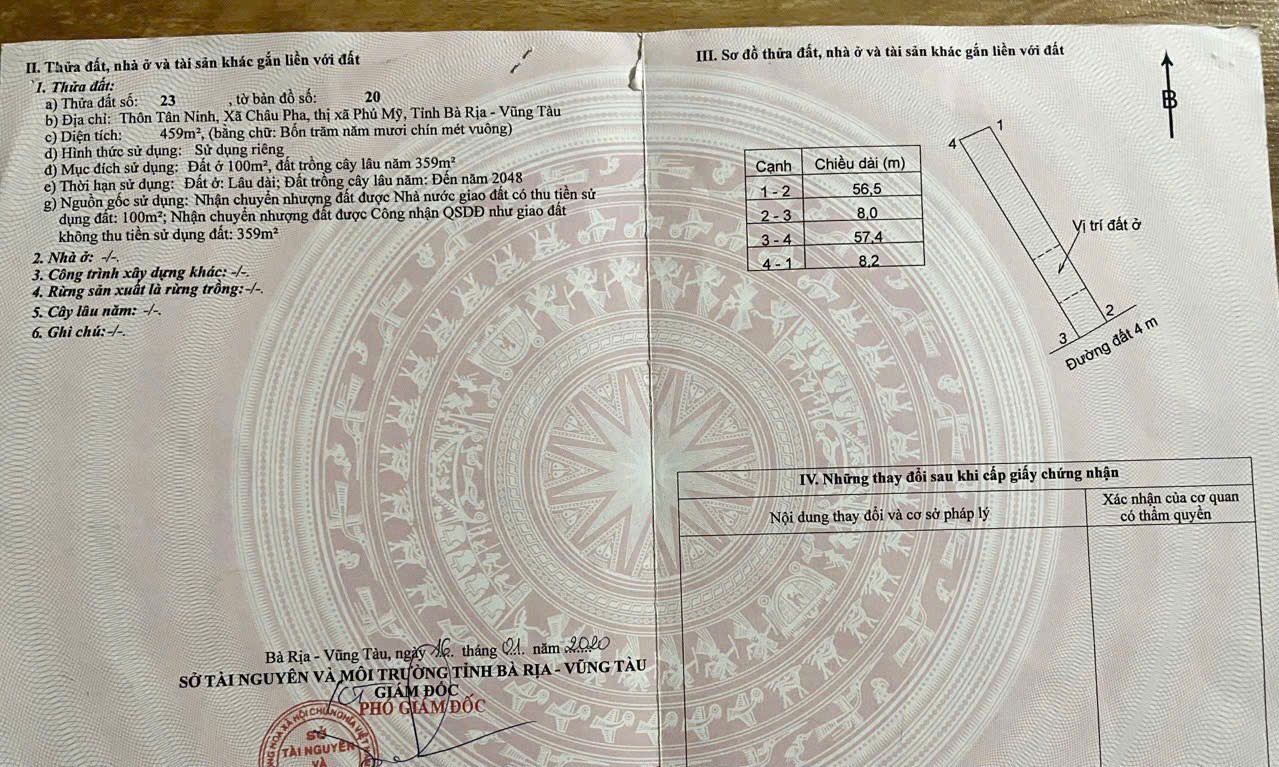 II. Thửa đất, nhà ở và tài sản khác gắn liền với đất
1. Thửa đất:
a) Thửa đất số: 23 , tờ bản đồ số: 20
b) Địa chỉ: Thôn Tân Ninh, Xã Châu Pha, thị xã Phú Mỹ, Tỉnh Bà Rịa - Vũng Tàu
c) Diện tích: 459m², (bằng chữ: Bốn trăm năm mươi chín mét vuông)
d) Hình thức sử dụng: Sử dụng riêng
đ) Mục đích sử dụng: Đất ở 100m², đất trồng cây lâu năm 359m²
e) Thời hạn sử dụng: Đất ở: Lâu dài; Đất trồng cây lâu năm: Đến năm 2048
g) Nguồn gốc sử dụng: Nhận chuyển nhượng đất được Nhà nước giao đất có thu tiền sử
dụng đất: 100m²; Nhận chuyển nhượng đất được Công nhận QSDĐ như giao đất
không thu tiền sử dụng đất: 359m²
2. Nhà ở: -/-.
3. Công trình xây dựng khác: -/-.
4. Rừng sản xuất là rừng trồng: -/-.
5. Cây lâu năm: -/-.
6. Ghi chú: -/-.
Bà Rịa - Vũng Tàu, ngày 16 tháng 01 năm 2020
SỞ TÀI NGUYÊN VÀ MÔI TRƯỜNG TỈNH BÀ RỊA - VŨNG TÀU
KT GIÁM ĐỐC
PHÓ GIÁM ĐỐC
SỞ
TÀI NGUYÊN
VÀ
III. Sơ đồ thửa đất, nhà ở và tài sản khác gắn liền với đất
B
Cạnh Chiều dài (m)
1 - 2 56,5
2 - 3 8,0
3 - 4 57,4
4 - 1 8,2
1
4
Vị trí đất ở
2
3
Đường đất 4 m
IV. Những thay đổi sau khi cấp giấy chứng nhận
Nội dung thay đổi và cơ sở pháp lý
Xác nhận của cơ quan
có thẩm quyền